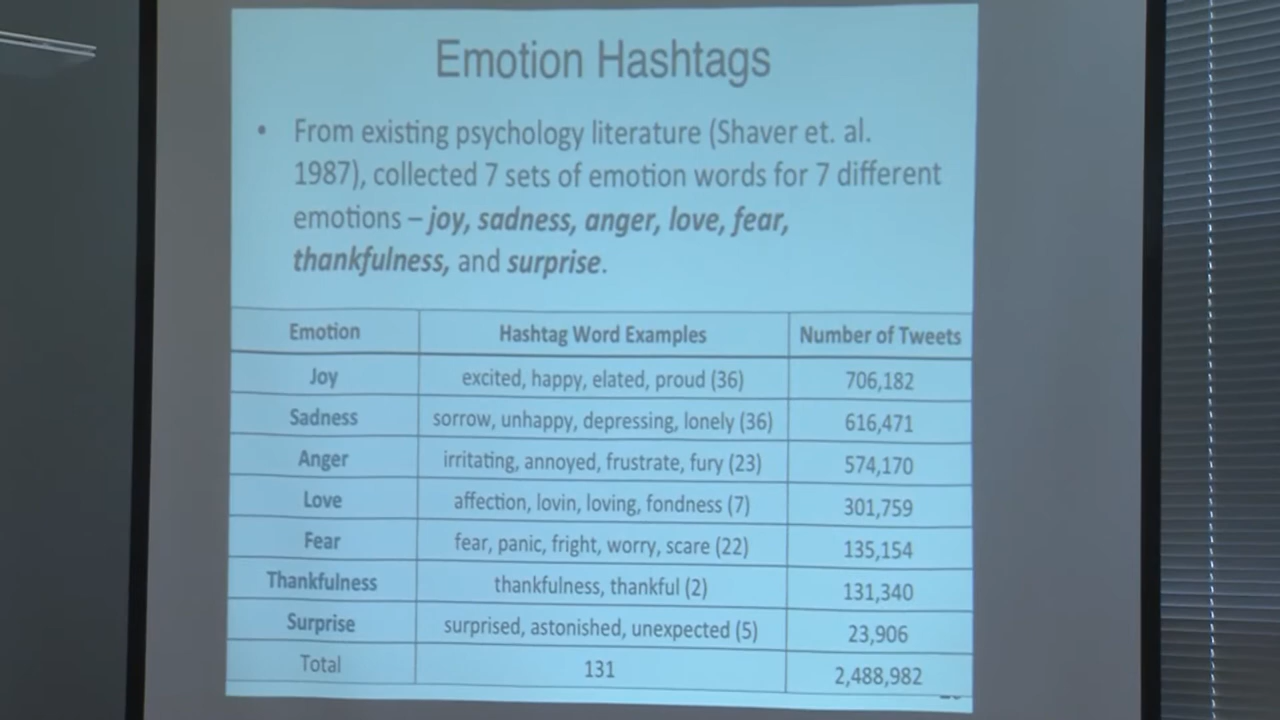 Emotion Hashtags
• From existing psychology literature (Shaver et. al.
1987), collected 7 sets of emotion words for 7 different
emotions – joy, sadness, anger, love, fear,
thankfulness, and surprise.
Emotion Hashtag Word Examples Number of Tweets
Joy excited, happy, elated, proud (36) 706,182
Sadness sorrow, unhappy, depressing, lonely (36) 616,471
Anger irritating, annoyed, frustrate, fury (23) 574,170
Love affection, lovin, loving, fondness (7) 301,759
Fear fear, panic, fright, worry, scare (22) 135,154
Thankfulness thankfulness, thankful (2) 131,340
Surprise surprised, astonished, unexpected (5) 23,906
Total 131 2,488,982